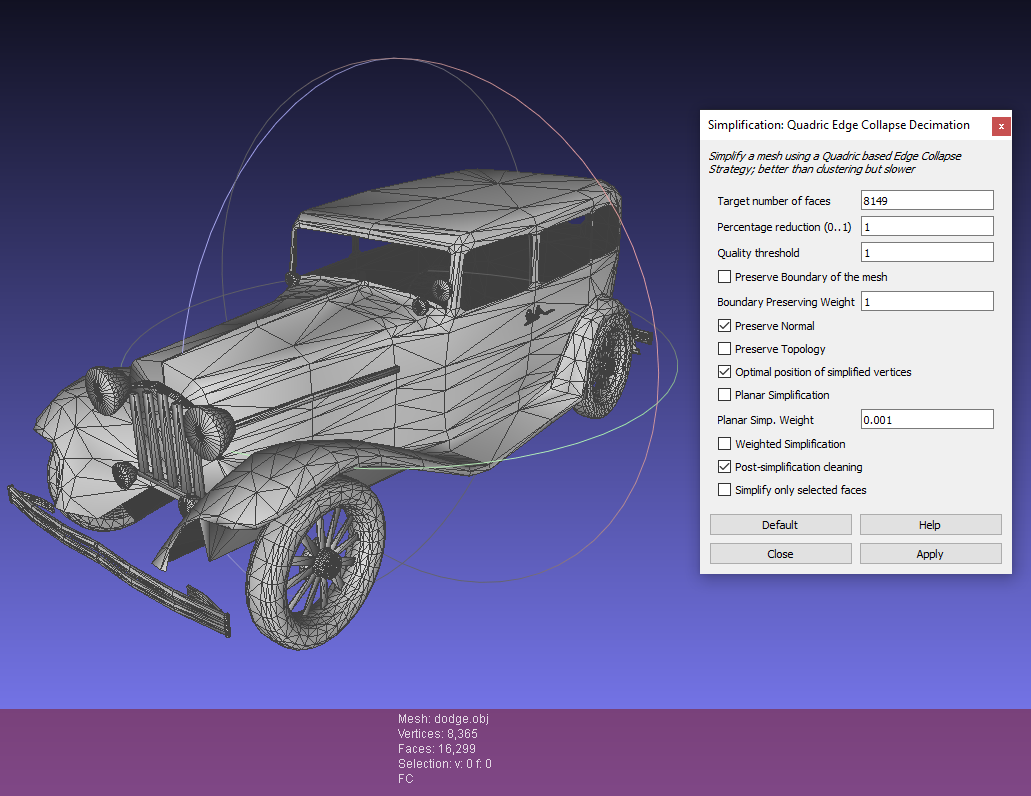 Simplification: Quadric Edge Collapse Decimation
x
Simplify a mesh using a Quadric based Edge Collapse
Strategy; better than clustering but slower
Target number of faces 8149
Percentage reduction (0..1) 1
Quality threshold 1
Preserve Boundary of the mesh
Boundary Preserving Weight 1
Preserve Normal
Preserve Topology
Optimal position of simplified vertices
Planar Simplification
Planar Simp. Weight 0.001
Weighted Simplification
Post-simplification cleaning
Simplify only selected faces
Default Help
Close Apply
Mesh: dodge.obj
Vertices: 8,365
Faces: 16,299
Selection: v: 0 f: 0
FC